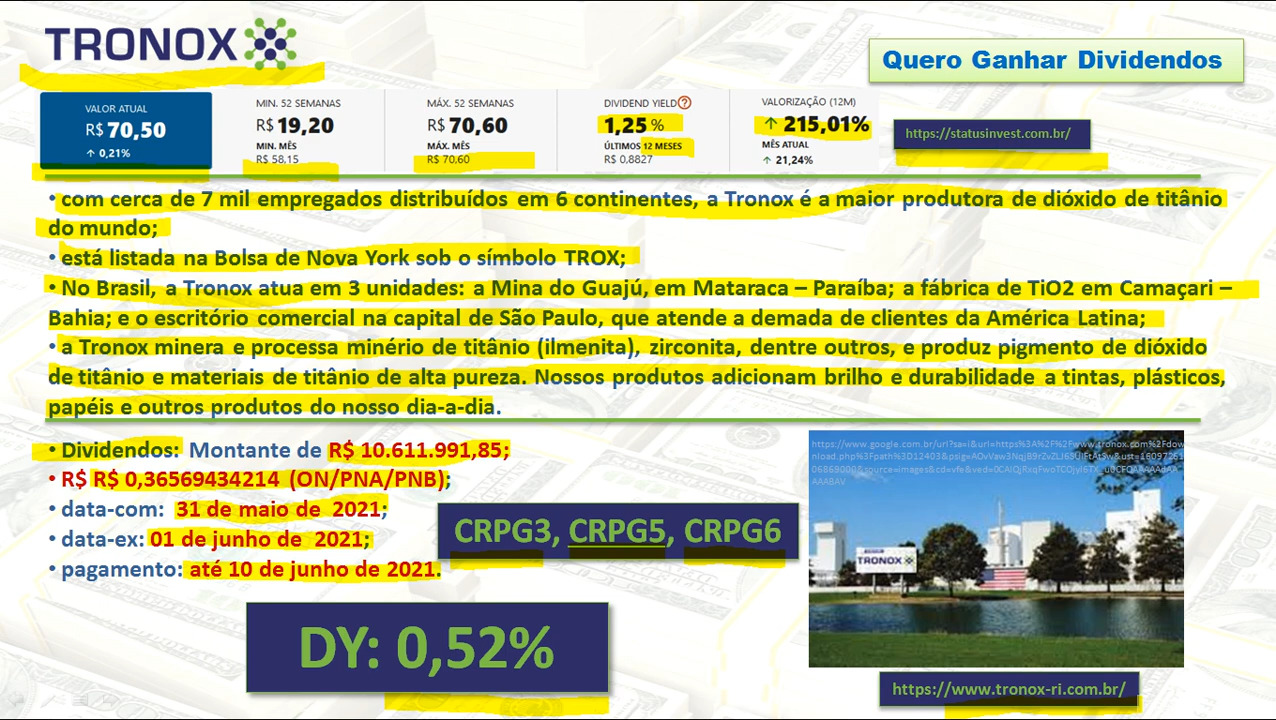 TRONOX
Quero Ganhar Dividendos
VALOR ATUAL
R$ 70,50
↑ 0,21%
MIN. 52 SEMANAS
R$ 19,20
MIN. MÊS
R$ 58,15
MÁX. 52 SEMANAS
R$ 70,60
MÁX. MÊS
R$ 70,60
DIVIDEND YIELD?
1,25 %
ÚLTIMOS 12 MESES
R$ 0,8827
VALORIZAÇÃO (12M)
↑ 215,01%
MÊS ATUAL
↑ 21,24%
https://statusinvest.com.br/
• com cerca de 7 mil empregados distribuídos em 6 continentes, a Tronox é a maior produtora de dióxido de titânio
do mundo;
• está listada na Bolsa de Nova York sob o símbolo TROX;
• No Brasil, a Tronox atua em 3 unidades: a Mina do Guajú, em Mataraca – Paraíba; a fábrica de TiO2 em Camaçari –
Bahia; e o escritório comercial na capital de São Paulo, que atende a demada de clientes da América Latina;
• a Tronox minera e processa minério de titânio (ilmenita), zirconita, dentre outros, e produz pigmento de dióxido
de titânio e materiais de titânio de alta pureza. Nossos produtos adicionam brilho e durabilidade a tintas, plásticos,
papéis e outros produtos do nosso dia-a-dia.
• Dividendos: Montante de R$ 10.611.991,85;
• R$ R$ 0,36569434214 (ON/PNA/PNB);
• data-com: 31 de maio de 2021;
• data-ex: 01 de junho de 2021;
• pagamento: até 10 de junho de 2021.
CRPG3, CRPG5, CRPG6
DY: 0,52%
TRONOX
https://www.tronox-ri.com.br/